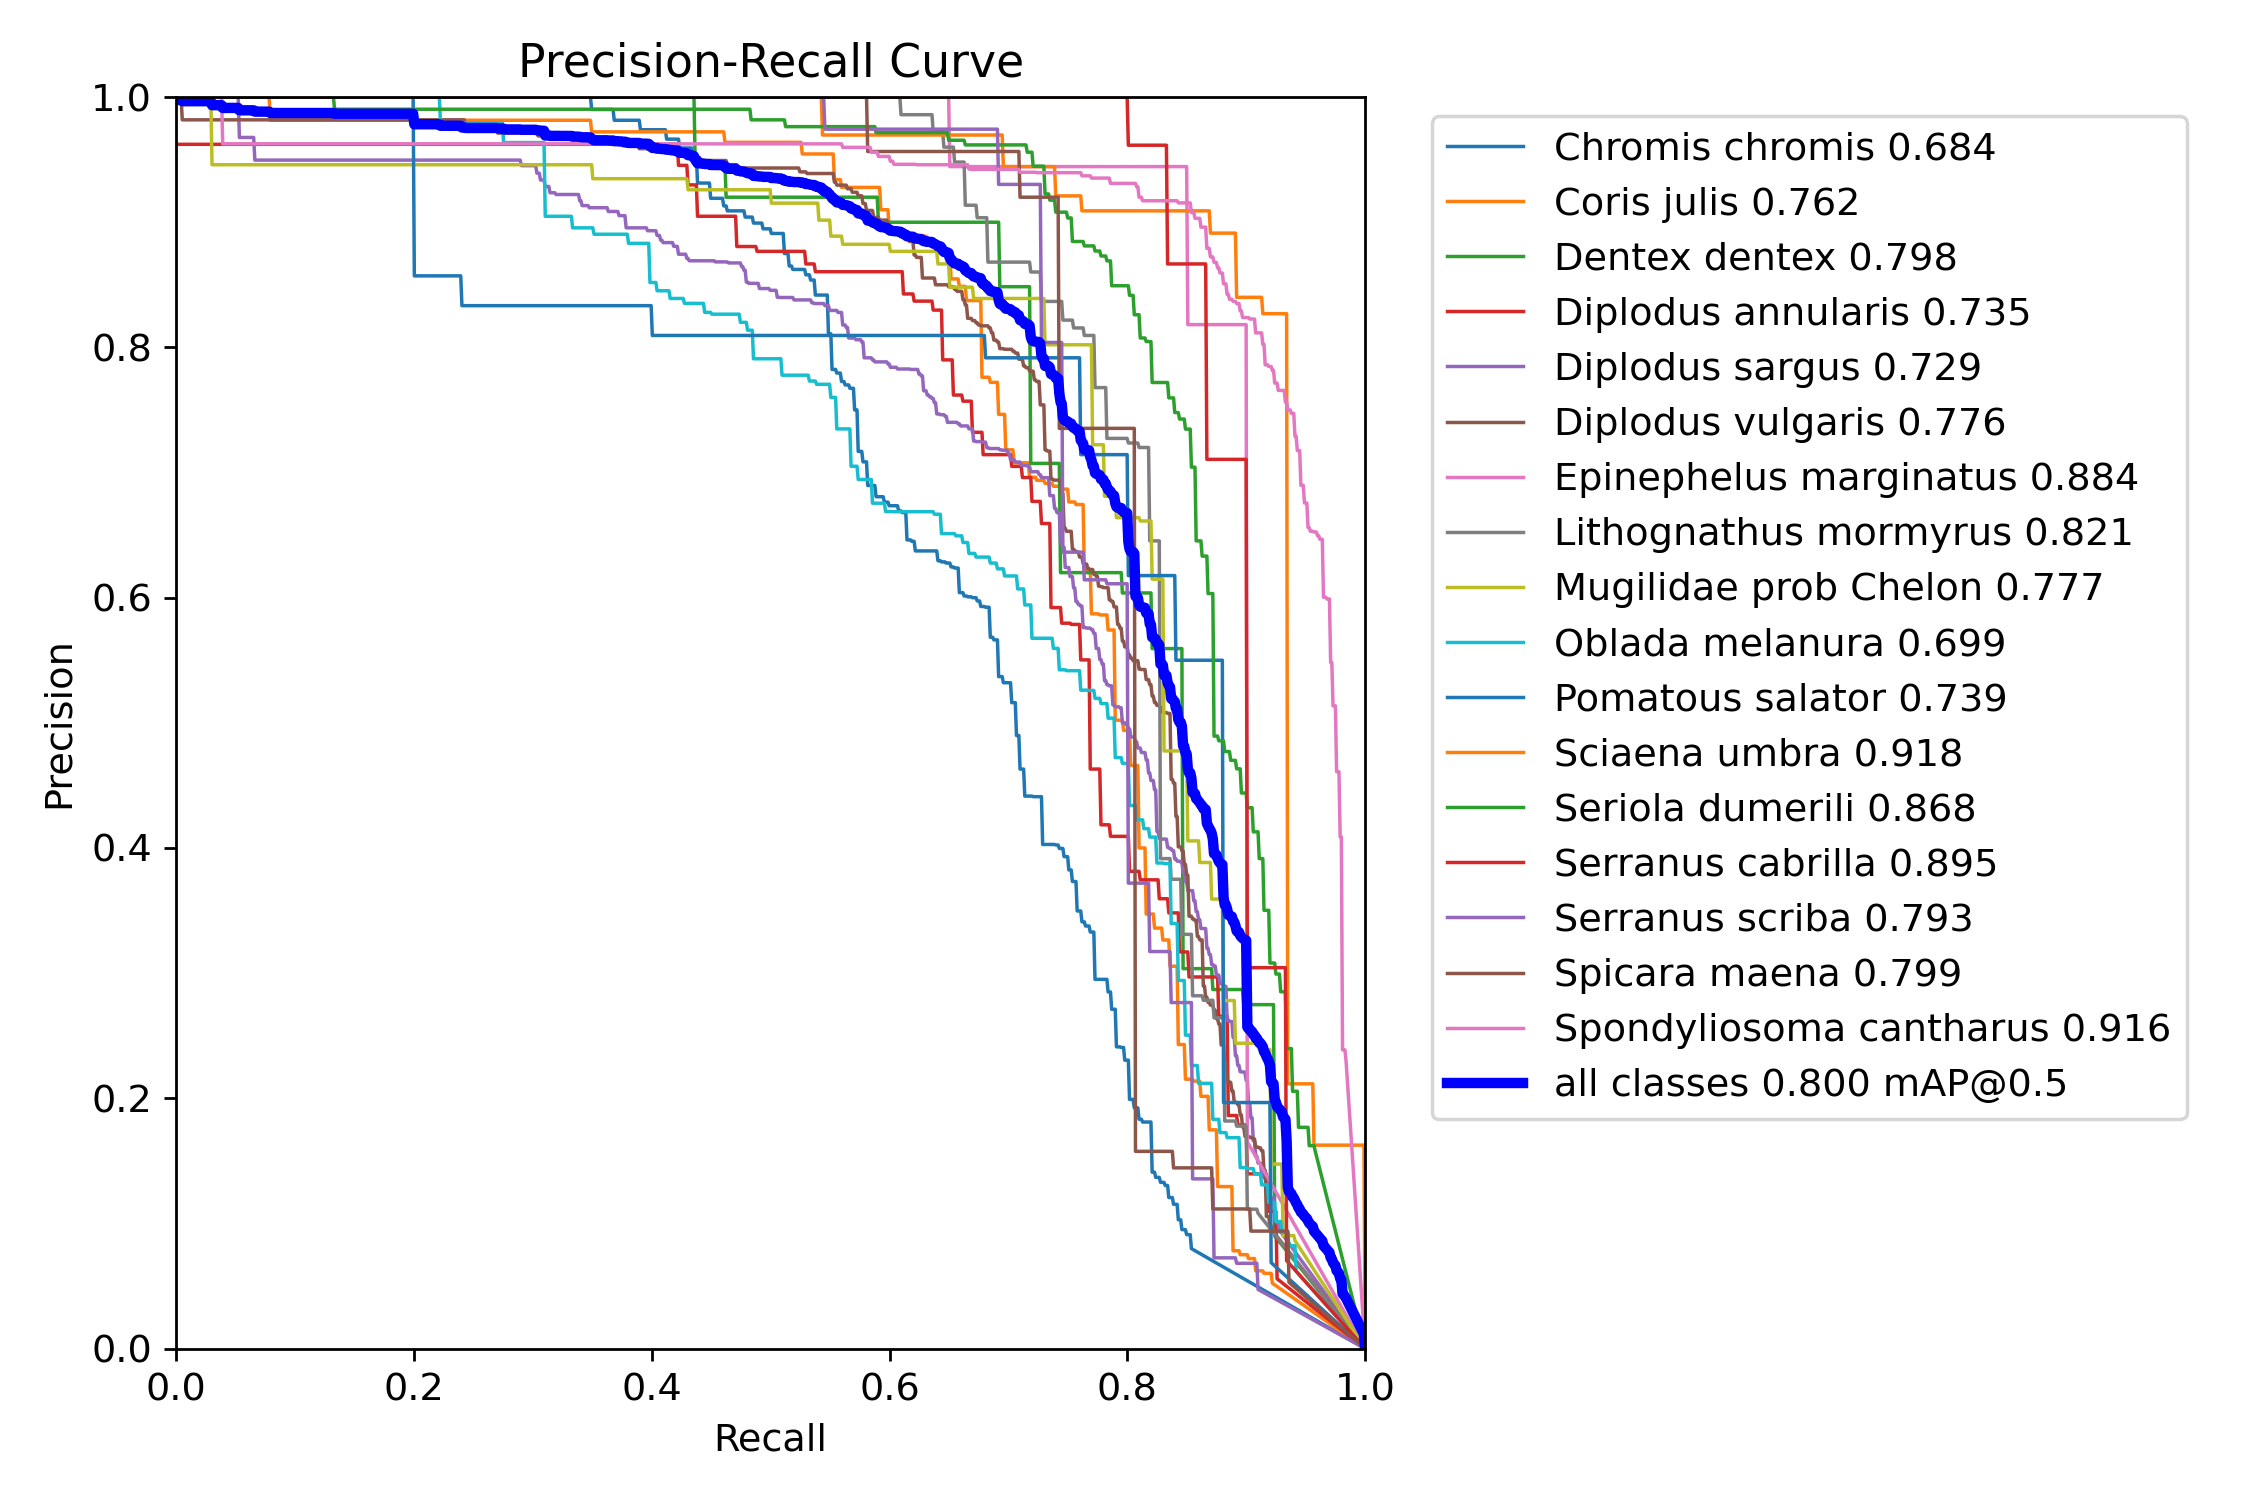 Precision-Recall Curve
1.0
0.8
0.6
0.4
0.2
0.0
Precision
0.0 0.2 0.4 0.6 0.8 1.0
Recall
Chromis chromis 0.684
Coris julis 0.762
Dentex dentex 0.798
Diplodus annularis 0.735
Diplodus sargus 0.729
Diplodus vulgaris 0.776
Epinephelus marginatus 0.884
Lithognathus mormyrus 0.821
Mugilidae prob Chelon 0.777
Oblada melanura 0.699
Pomatous salator 0.739
Sciaena umbra 0.918
Seriola dumerili 0.868
Serranus cabrilla 0.895
Serranus scriba 0.793
Spicara maena 0.799
Spondyliosoma cantharus 0.916
all classes 0.800 mAP@0.5